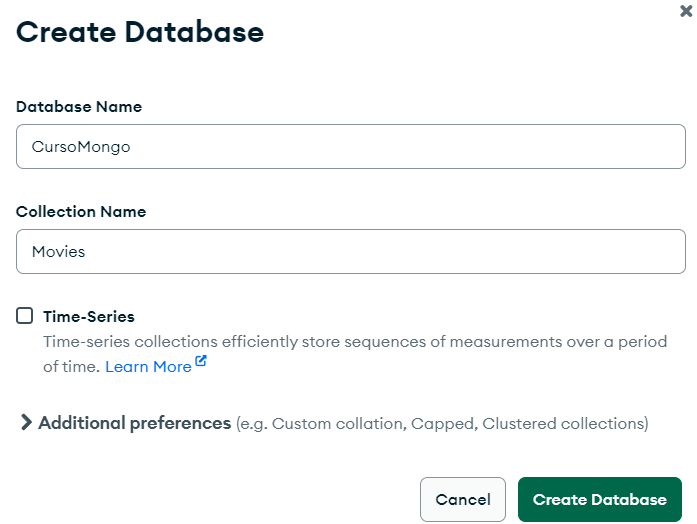 Create Database
Database Name
CursoMongo
Collection Name
Movies
Time-Series
Time-series collections efficiently store sequences of measurements over a period
of time. Learn More
Additional preferences (e.g. Custom collation, Capped, Clustered collections)
Cancel
Create Database